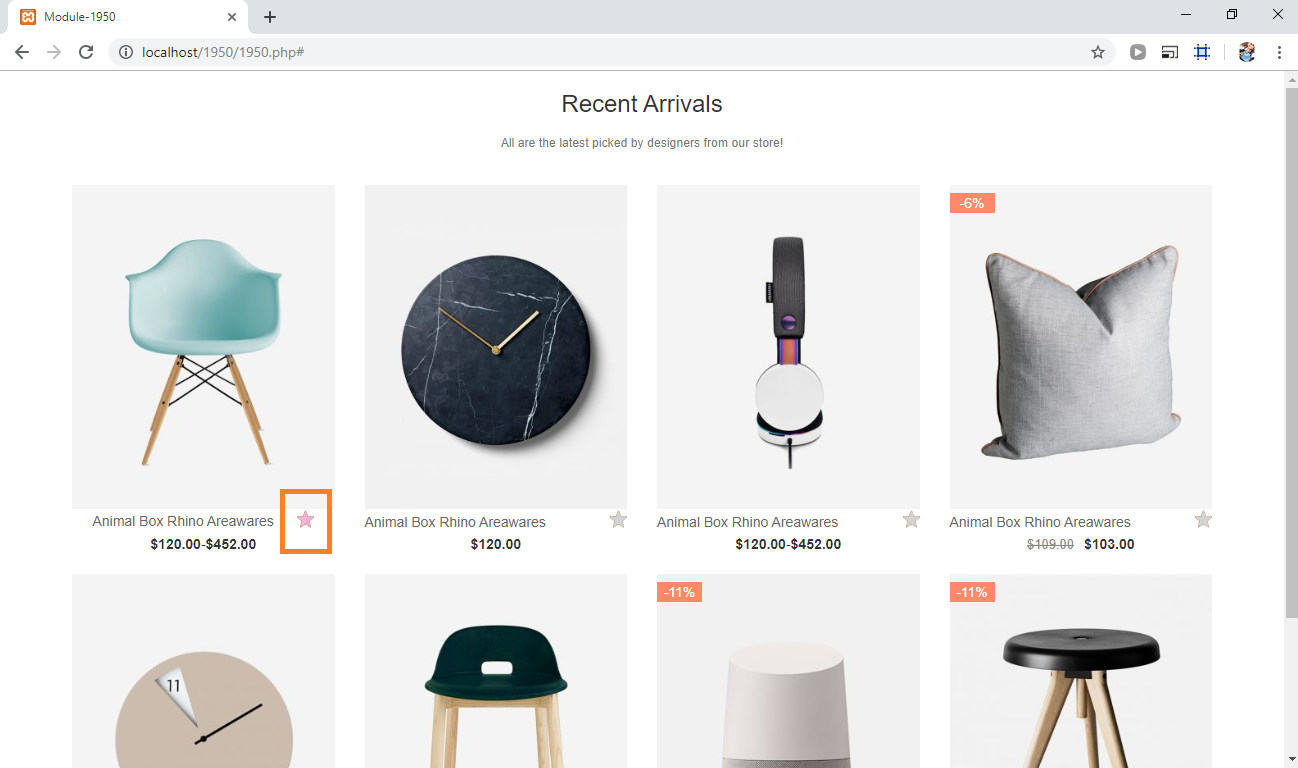 Module-1950
localhost/1950/1950.php#
Recent Arrivals
All are the latest picked by designers from our store!
-6%
Animal Box Rhino Areawares
$120.00-$452.00
Animal Box Rhino Areawares
$120.00
Animal Box Rhino Areawares
$120.00-$452.00
Animal Box Rhino Areawares
$109.00 $103.00
11
-11%
-11%